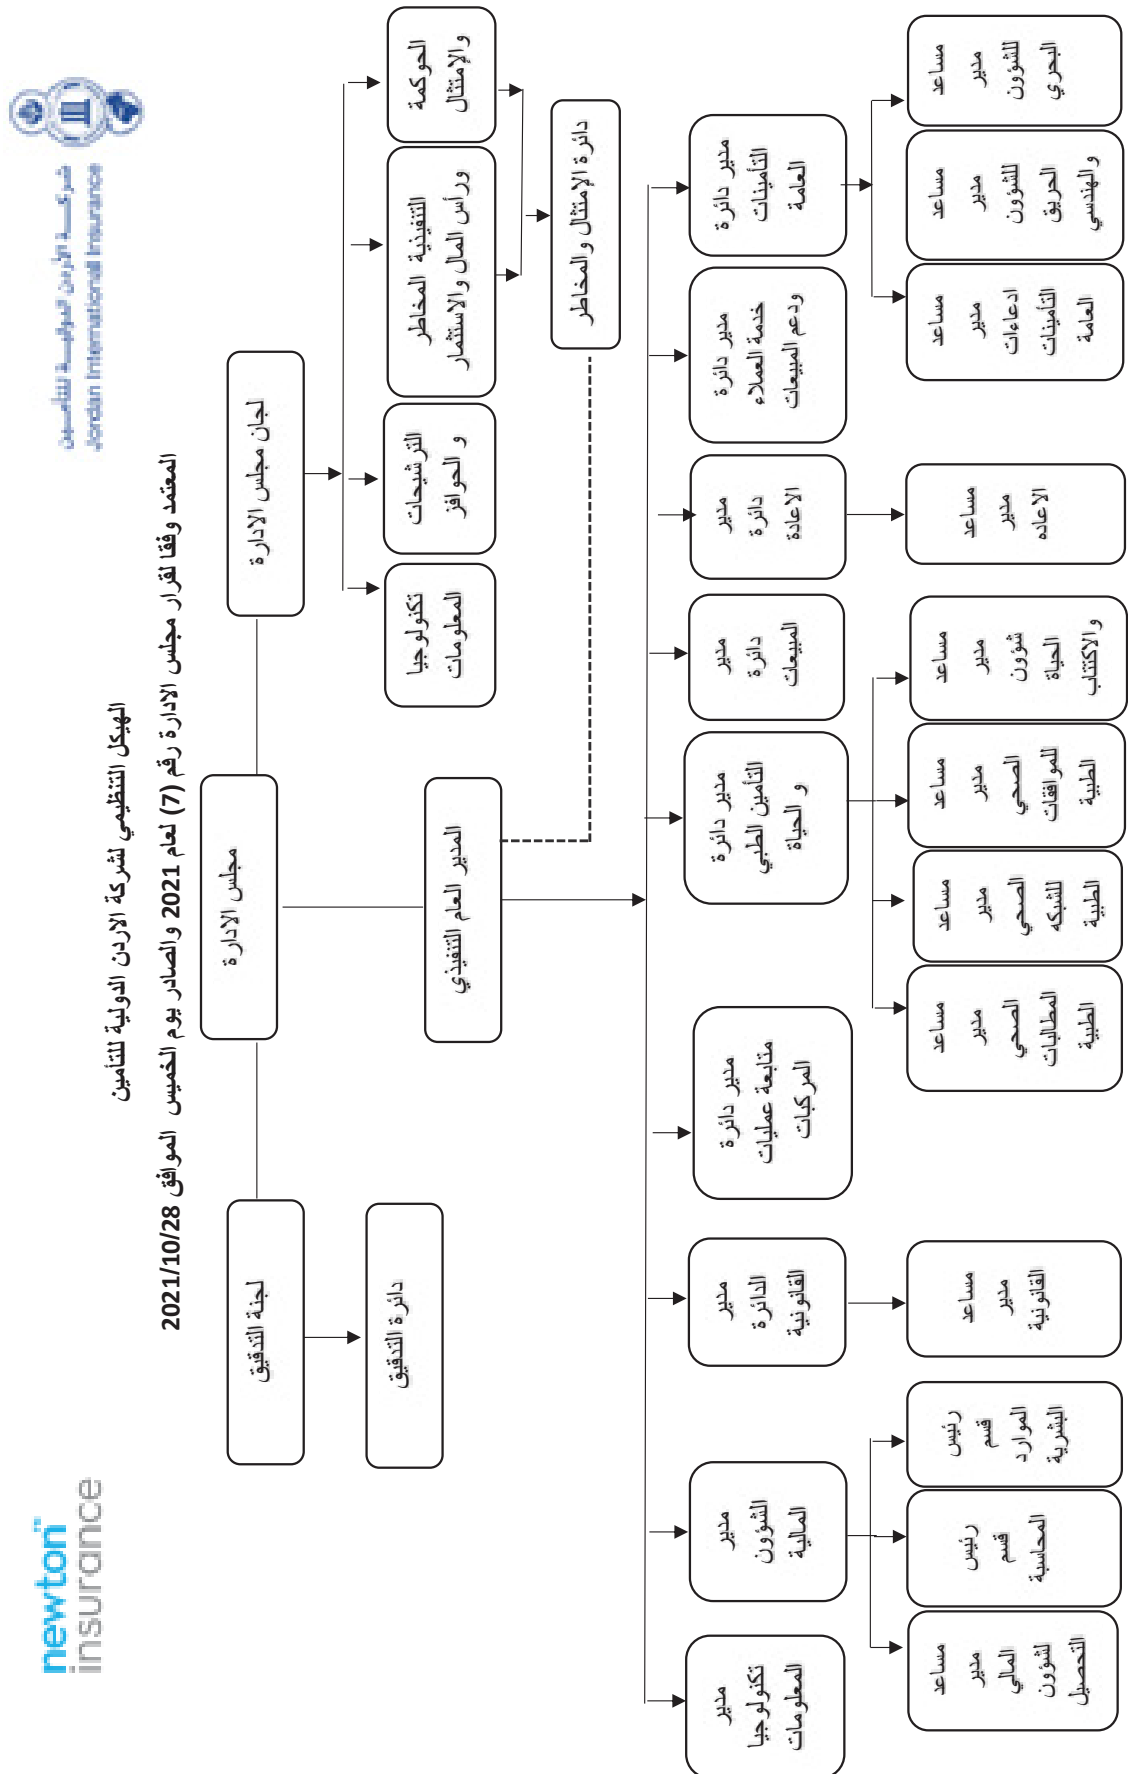 newton
insurance
شركة الأردن الدولية للتأمين
Jordan International Insurance
الهيكل التنظيمي لشركة الاردن الدولية للتأمين
المعتمد وفقا لقرار مجلس الادارة رقم (7) لعام 2021 والصادر يوم الخميس الموافق 2021/10/28
مجلس الادارة
لجنة التدقيق
لجان مجلس الادارة
دائرة التدقيق
المدير العام التنفيذي
تكنولوجيا
المعلومات
الترشيحات
و الحوافز
التنفيذية المخاطر
ورأس المال والاستثمار
الحوكمة
والإمتثال
دائرة الإمتثال والمخاطر
مدير
تكنولوجيا
المعلومات
مدير
الشؤون
المالية
مدير
الدائرة
القانونية
مدير دائرة
متابعة عمليات
المركبات
مدير دائرة
التأمين الطبي
و الحياة
مدير
دائرة
المبيعات
مدير
دائرة
الاعادة
مدير دائرة
خدمة العملاء
ودعم المبيعات
مدير دائرة
التأمينات
العامة
مساعد
مدير
المالي
لشؤون
التحصيل
رئيس
قسم
المحاسبة
رئيس
قسم
الموارد
البشرية
مساعد
مدير
القانونية
مساعد
مدير
الصحي
المطالبات
الطبية
مساعد
مدير
الصحي
للشبكه
الطبية
مساعد
مدير
الصحي
للموافقات
الطبية
مساعد
مدير
شؤون
الحياة
والاكتتاب
مساعد
مدير
الاعاده
مساعد
مدير
ادعاءات
التأمينات
العامة
مساعد
مدير
للشؤون
الحريق
و الهندسي
مساعد
مدير
للشؤون
البحري